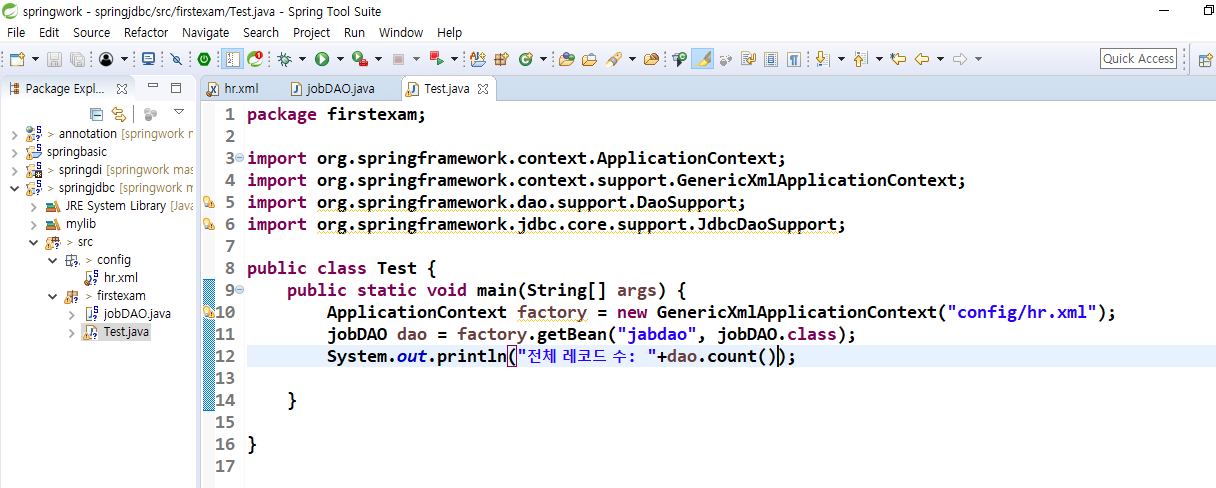 springwork - springjdbc/src/firstexam/Test.java - Spring Tool Suite
File Edit Source Refactor Navigate Search Project Run Window Help
Quick Access
Package Expl...
hr.xml jobDAO.java Test.java
> annotation [springwork m
springbasic
> springdi [springwork mas
> springjdbc [springwork m
JRE System Library [Java
mylib
> src
> config
hr.xml
> firstexam
> jobDAO.java
> Test.java
1 package firstexam;
2
3 import org.springframework.context.ApplicationContext;
4 import org.springframework.context.support.GenericXmlApplicationContext;
5 import org.springframework.dao.support.DaoSupport;
6 import org.springframework.jdbc.core.support.JdbcDaoSupport;
7
8 public class Test {
9 public static void main(String[] args) {
10 ApplicationContext factory = new GenericXmlApplicationContext("config/hr.xml");
11 jobDAO dao = factory.getBean("jabdao", jobDAO.class);
12 System.out.println("전체 레코드 수: "+dao.count());
13
14 }
15
16 }
17